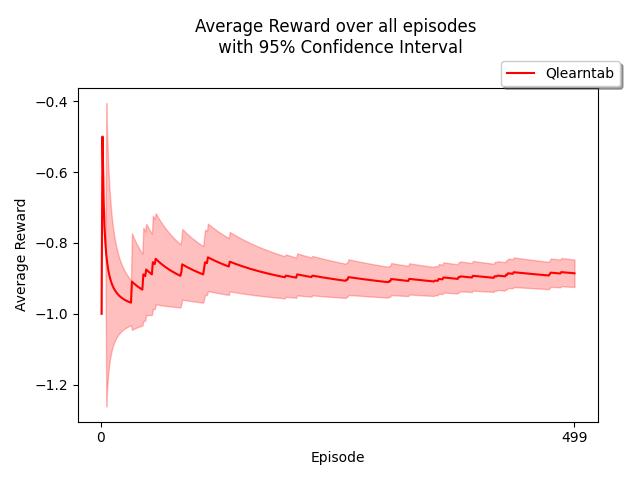 Average Reward over all episodes
with 95% Confidence Interval
Qlearntab
−0.4
−0.6
−0.8
−1.0
−1.2
Average Reward
0
499
Episode